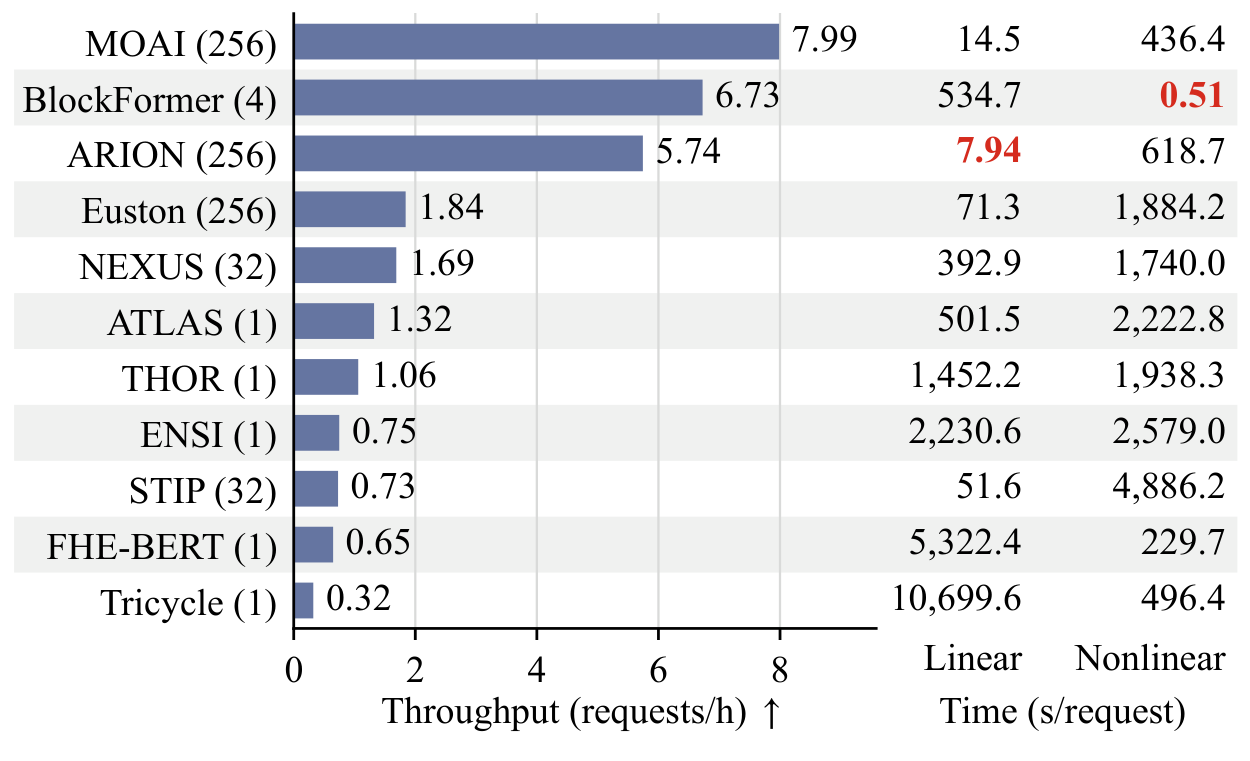 MOAI (256) 7.99 14.5 436.4
BlockFormer (4) 6.73 534.7 0.51
ARION (256) 5.74 7.94 618.7
Euston (256) 1.84 71.3 1,884.2
NEXUS (32) 1.69 392.9 1,740.0
ATLAS (1) 1.32 501.5 2,222.8
THOR (1) 1.06 1,452.2 1,938.3
ENSI (1) 0.75 2,230.6 2,579.0
STIP (32) 0.73 51.6 4,886.2
FHE-BERT (1) 0.65 5,322.4 229.7
Tricycle (1) 0.32 10,699.6 496.4
0 2 4 6 8 Linear Nonlinear
Throughput (requests/h) ↑ Time (s/request)